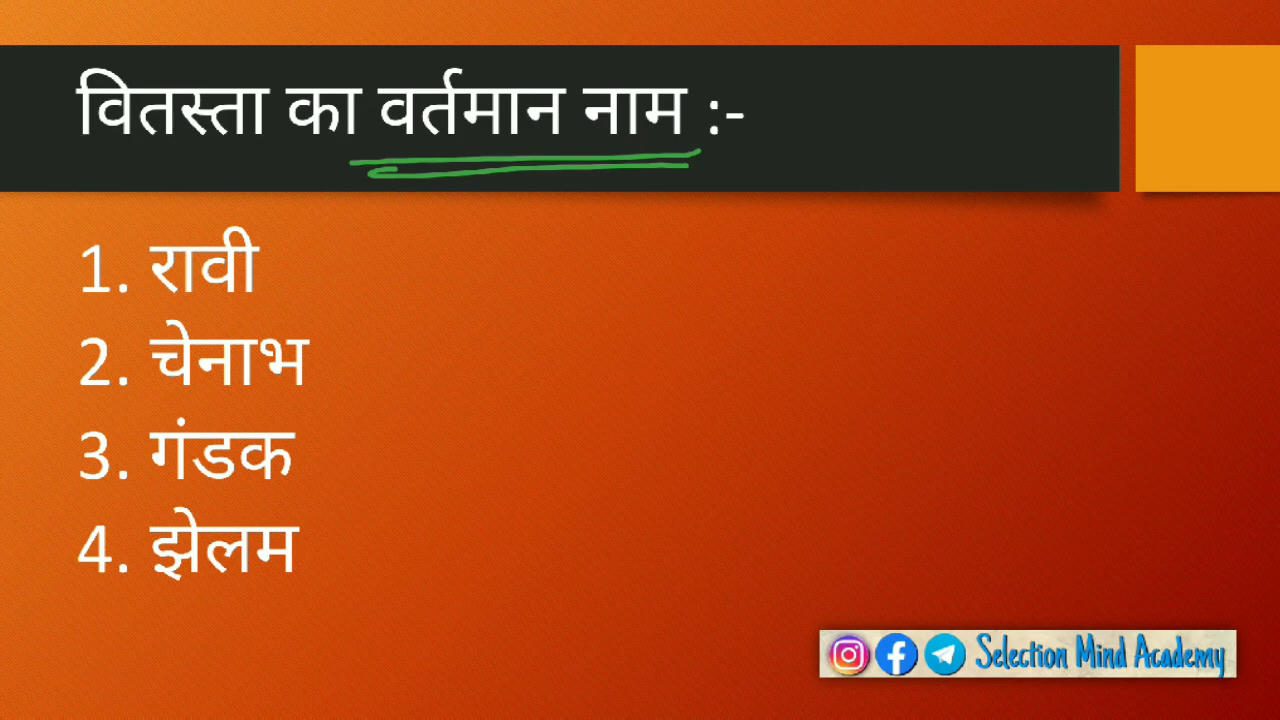 वितस्ता का वर्तमान नाम :-
1. रावी
2. चेनाभ
3. गंडक
4. झेलम
Selection Mind Academy